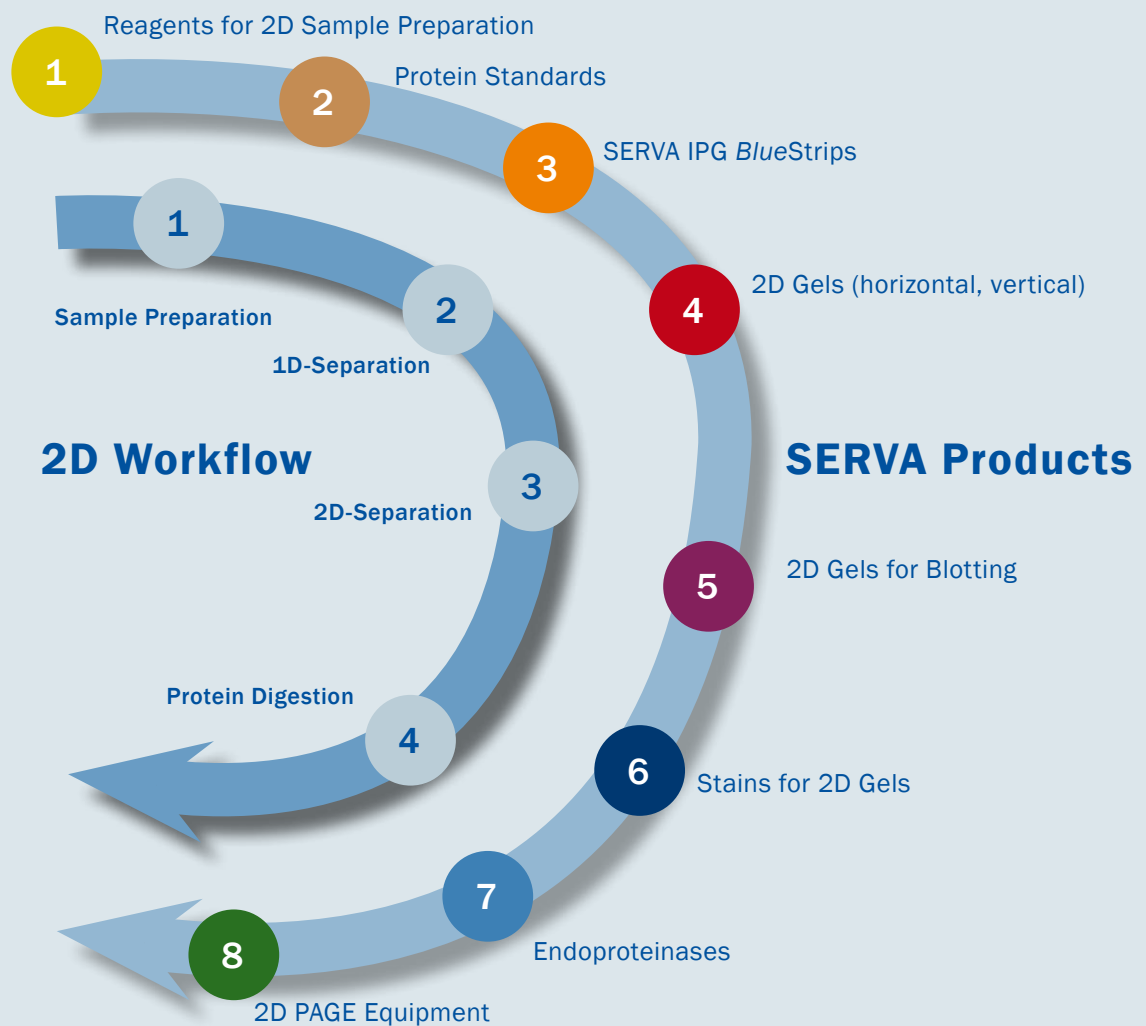 Reagents for 2D Sample Preparation
1
2
Protein Standards
3
SERVA IPG BlueStrips
1
Sample Preparation
2
1D-Separation
4
2D Gels (horizontal, vertical)
2D Workflow
SERVA Products
3
2D-Separation
5
2D Gels for Blotting
Protein Digestion
4
6
Stains for 2D Gels
7
Endoproteinases
8
2D PAGE Equipment